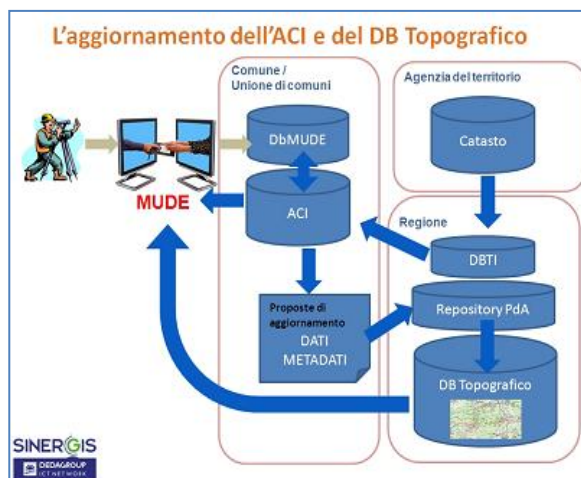 L'aggiornamento dell'ACI e del DB Topografico
Comune /
Unione di comuni
Agenzia del territorio
DbMUDE
Catasto
MUDE
ACI
Regione
DBTI
Proposte di
aggiornamento
DATI
METADATI
Repository PdA
DB Topografico
SINERGIS
DEDAGROUP
ICT NETWORK